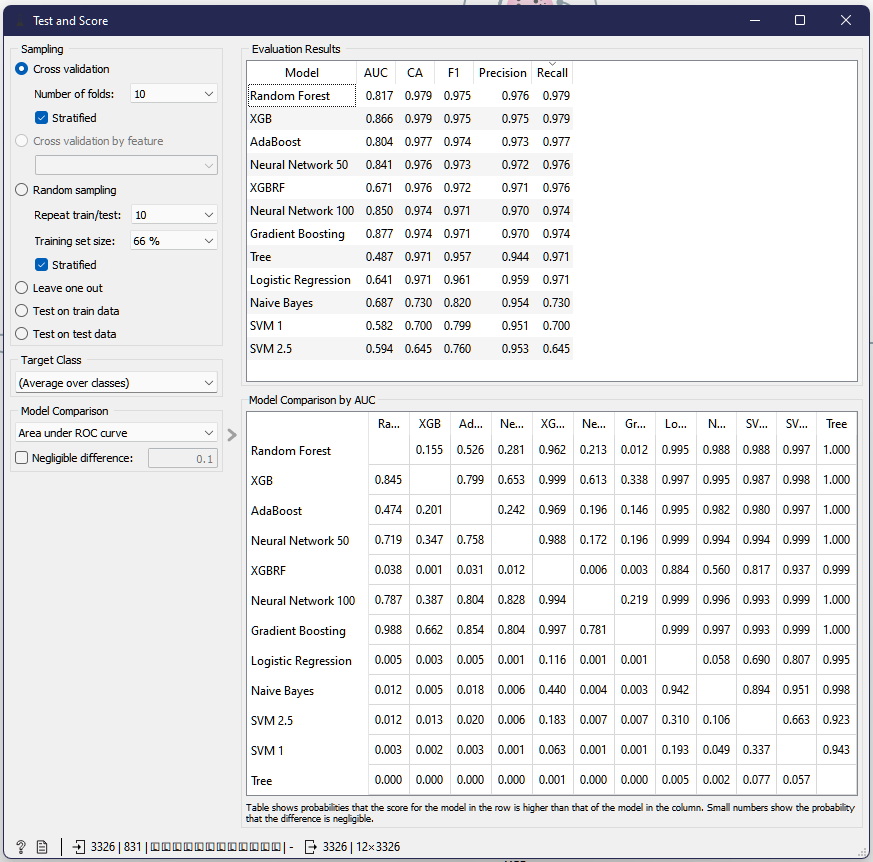 Test and Score
Sampling
Cross validation
Number of folds: 10
Stratified
Cross validation by feature
Random sampling
Repeat train/test: 10
Training set size: 66 %
Stratified
Leave one out
Test on train data
Test on test data
Target Class
(Average over classes)
Model Comparison
Area under ROC curve
Negligible difference: 0.1
Evaluation Results
Model AUC CA F1 Precision Recall
Random Forest 0.817 0.979 0.975 0.976 0.979
XGB 0.866 0.979 0.975 0.975 0.979
AdaBoost 0.804 0.977 0.974 0.973 0.977
Neural Network 50 0.841 0.976 0.973 0.972 0.976
XGBRF 0.671 0.976 0.972 0.971 0.976
Neural Network 100 0.850 0.974 0.971 0.970 0.974
Gradient Boosting 0.877 0.974 0.971 0.970 0.974
Tree 0.487 0.971 0.957 0.944 0.971
Logistic Regression 0.641 0.971 0.961 0.959 0.971
Naive Bayes 0.687 0.730 0.820 0.954 0.730
SVM 1 0.582 0.700 0.799 0.951 0.700
SVM 2.5 0.594 0.645 0.760 0.953 0.645
Model Comparison by AUC
Ra... XGB Ad... Ne... XG... Ne... Gr... Lo... N... SV... SV... Tree
Random Forest 0.155 0.526 0.281 0.962 0.213 0.012 0.995 0.988 0.988 0.997 1.000
XGB 0.845 0.799 0.653 0.999 0.613 0.338 0.997 0.995 0.987 0.998 1.000
AdaBoost 0.474 0.201 0.242 0.969 0.196 0.146 0.995 0.982 0.980 0.997 1.000
Neural Network 50 0.719 0.347 0.758 0.988 0.172 0.196 0.999 0.994 0.994 0.999 1.000
XGBRF 0.038 0.001 0.031 0.012 0.006 0.003 0.884 0.560 0.817 0.937 0.999
Neural Network 100 0.787 0.387 0.804 0.828 0.994 0.219 0.999 0.996 0.993 0.999 1.000
Gradient Boosting 0.988 0.662 0.854 0.804 0.997 0.781 0.999 0.997 0.993 0.999 1.000
Logistic Regression 0.005 0.003 0.005 0.001 0.116 0.001 0.001 0.058 0.690 0.807 0.995
Naive Bayes 0.012 0.005 0.018 0.006 0.440 0.004 0.003 0.942 0.894 0.951 0.998
SVM 2.5 0.012 0.013 0.020 0.006 0.183 0.007 0.007 0.310 0.106 0.663 0.923
SVM 1 0.003 0.002 0.003 0.001 0.063 0.001 0.001 0.193 0.049 0.337 0.943
Tree 0.000 0.000 0.000 0.000 0.001 0.000 0.000 0.005 0.002 0.077 0.057
Table shows probabilities that the score for the model in the row is higher than that of the model in the column. Small numbers show the probability
that the difference is negligible.
3326 | 831 | - 3326 | 12×3326